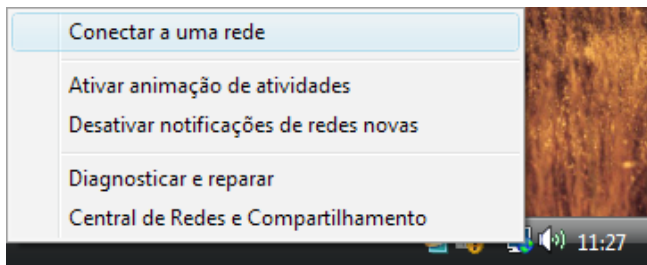 Conectar a uma rede
Ativar animação de atividades
Desativar notificações de redes novas
Diagnosticar e reparar
Central de Redes e Compartilhamento
11:27